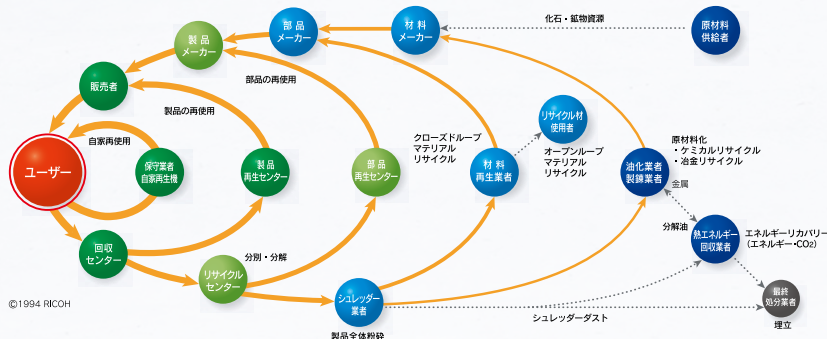 化石・鉱物資源
原材料
供給者
材 料
メーカー
部 品
メーカー
製 品
メーカー
販売者
部品の再使用
製品の再使用
自家再使用
ユーザー
保守業者
自家再生機
製 品
再生センター
部 品
再生センター
クローズドループ
マテリアル
リサイクル
材 料
再生業者
リサイクル材
使用者
オープンループ
マテリアル
リサイクル
油化業者
製錬業者
原材料化
・ケミカルリサイクル
・冶金リサイクル
金属
分解油
熱エネルギー
回収業者
エネルギーリカバリー
（エネルギー・CO2）
回収
センター
分別・分解
リサイクル
センター
シュレッダー
業者
製品全体粉砕
シュレッダーダスト
最終
処分業者
埋立
©1994 RICOH